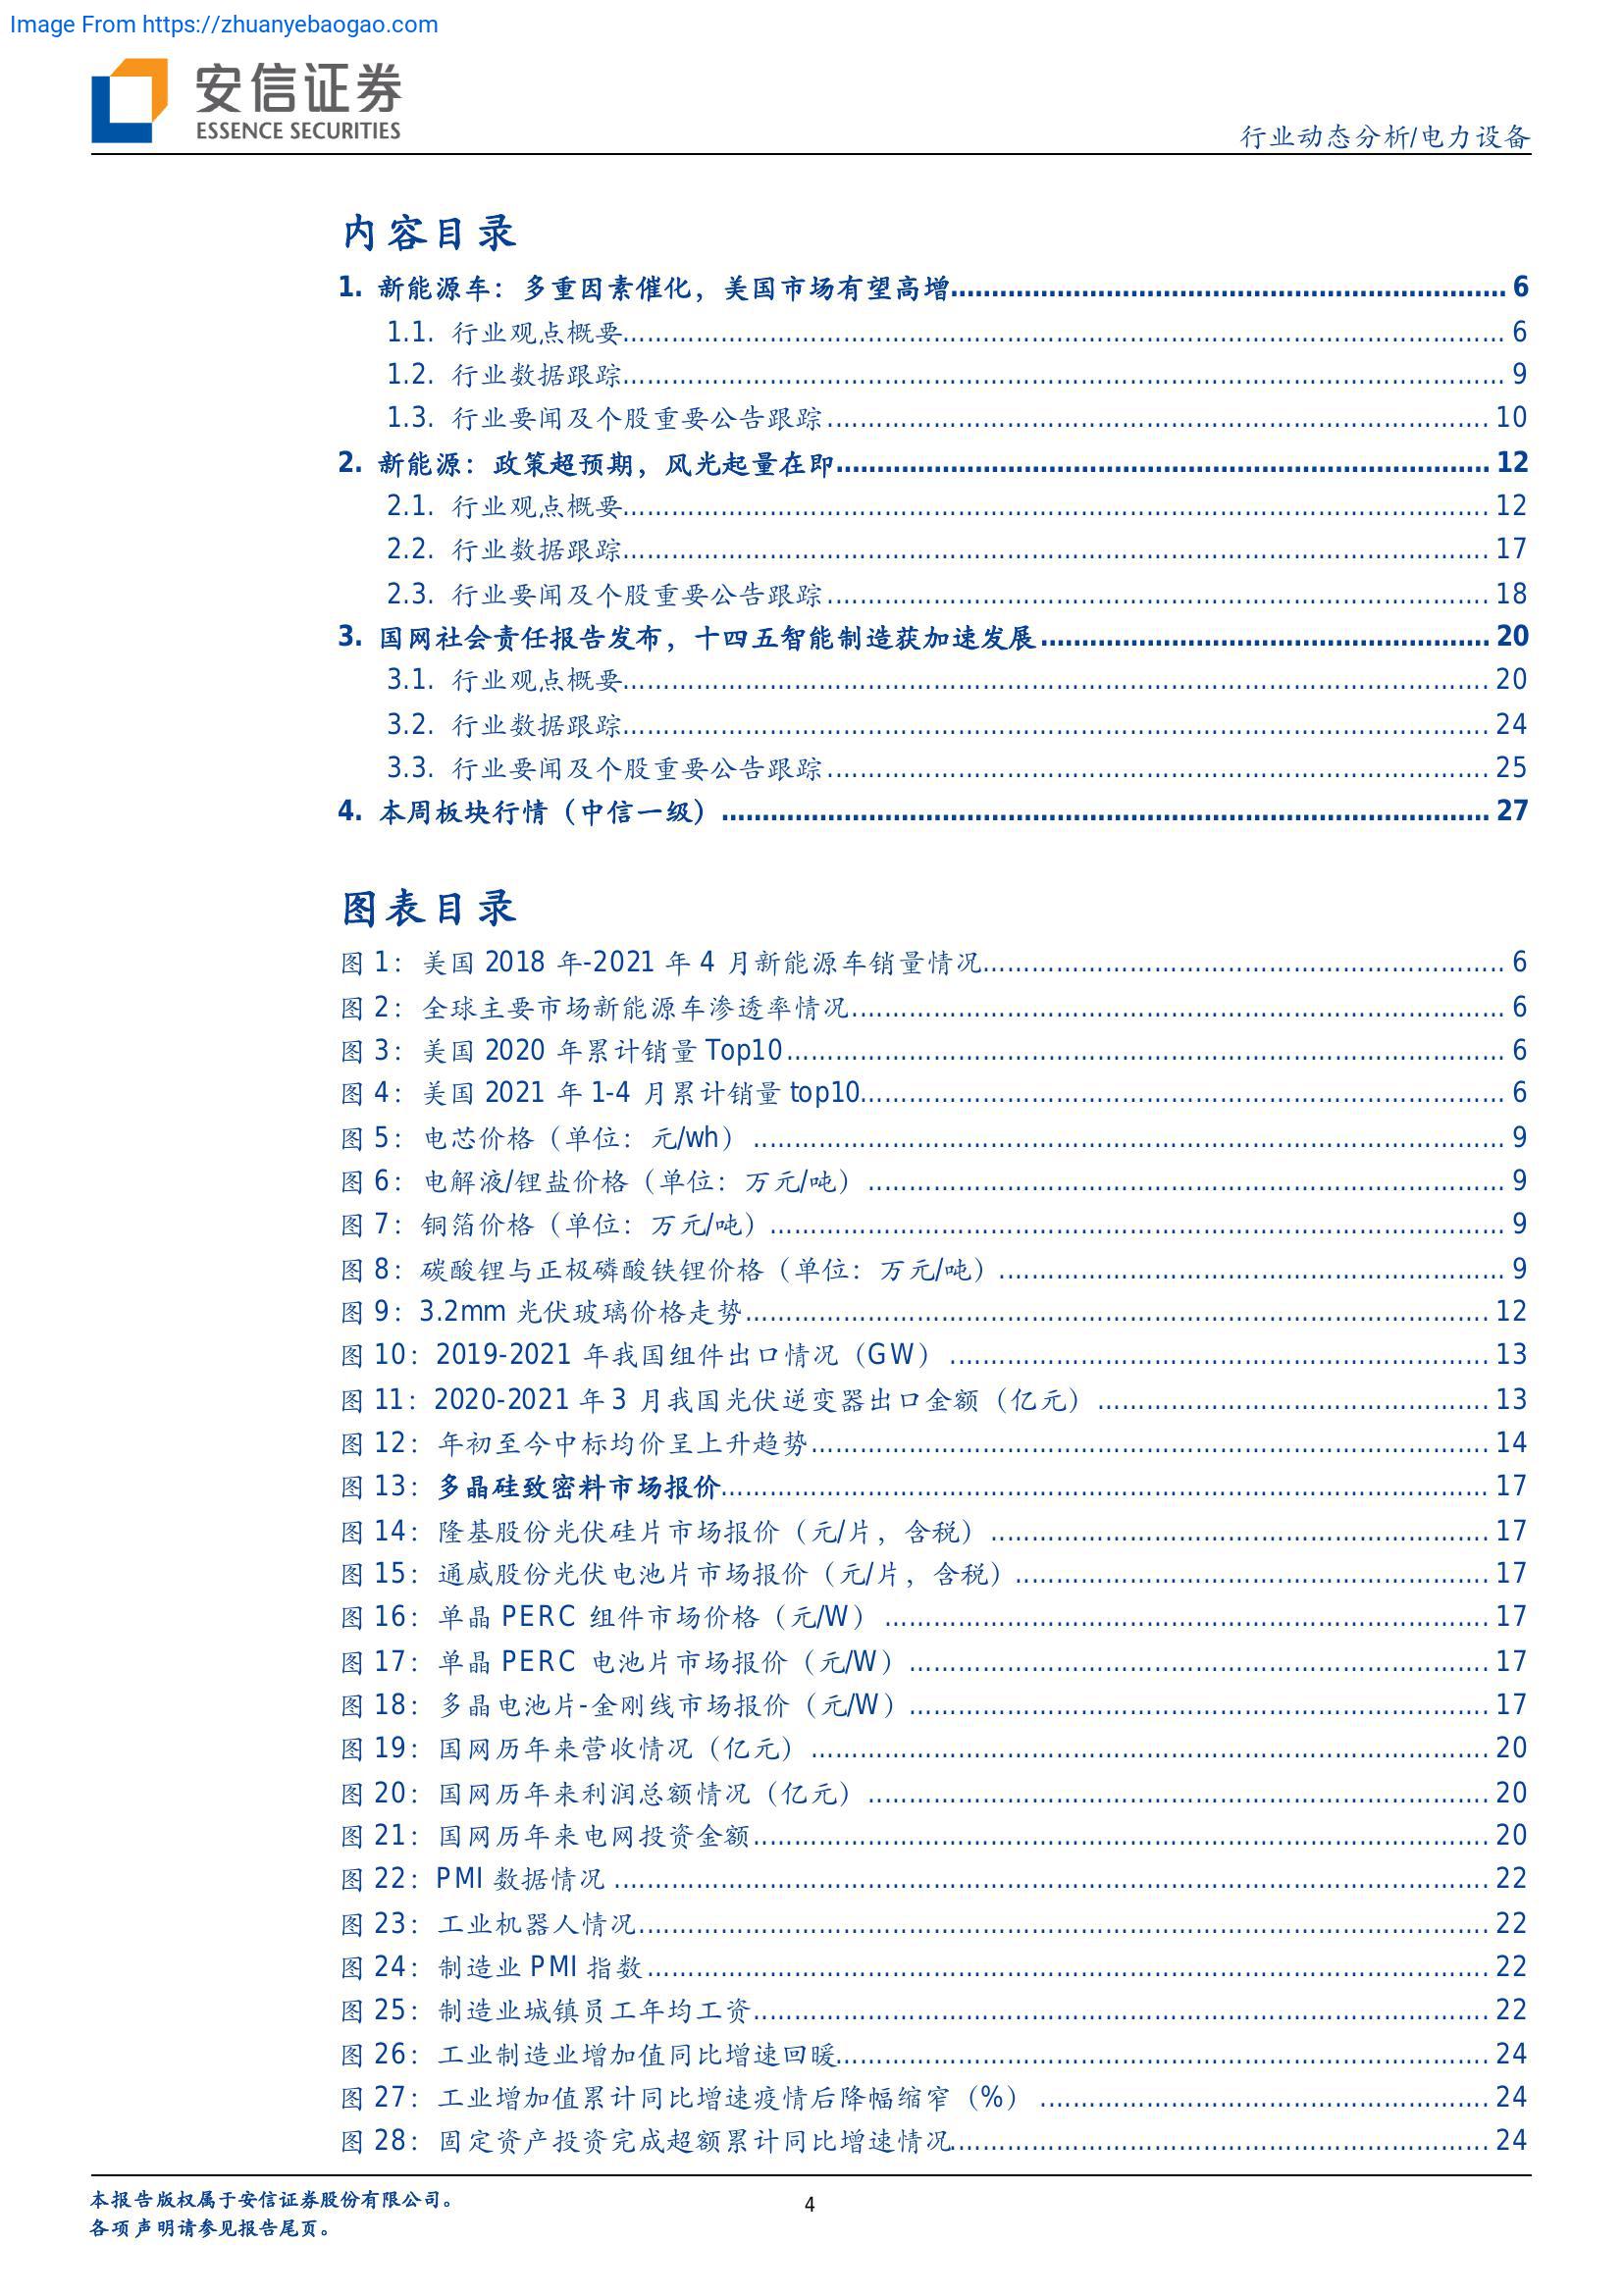 Image From https://zhuanyebaogao.com
安信证券
ESSENCE SECURITIES
行业动态分析/电力设备
内容目录
1. 新能源车：多重因素催化，美国市场有望高增 6
1.1. 行业观点概要 6
1.2. 行业数据跟踪 9
1.3. 行业要闻及个股重要公告跟踪 10
2. 新能源：政策超预期，风光起量在即 12
2.1. 行业观点概要 12
2.2. 行业数据跟踪 17
2.3. 行业要闻及个股重要公告跟踪 18
3. 国网社会责任报告发布，十四五智能制造获加速发展 20
3.1. 行业观点概要 20
3.2. 行业数据跟踪 24
3.3. 行业要闻及个股重要公告跟踪 25
4. 本周板块行情（中信一级） 27
图表目录
图 1：美国 2018 年-2021 年 4 月新能源车销量情况 6
图 2：全球主要市场新能源车渗透率情况 6
图 3：美国 2020 年累计销量 Top10 6
图 4：美国 2021 年 1-4 月累计销量 top10 6
图 5：电芯价格（单位：元/wh） 9
图 6：电解液/锂盐价格（单位：万元/吨） 9
图 7：铜箔价格（单位：万元/吨） 9
图 8：碳酸锂与正极磷酸铁锂价格（单位：万元/吨） 9
图 9：3.2mm 光伏玻璃价格走势 12
图 10：2019-2021 年我国组件出口情况（GW） 13
图 11：2020-2021 年 3 月我国光伏逆变器出口金额（亿元） 13
图 12：年初至今中标均价呈上升趋势 14
图 13：多晶硅致密料市场报价 17
图 14：隆基股份光伏硅片市场报价（元/片，含税） 17
图 15：通威股份光伏电池片市场报价（元/片，含税） 17
图 16：单晶 PERC 组件市场价格（元/W） 17
图 17：单晶 PERC 电池片市场报价（元/W） 17
图 18：多晶电池片-金刚线市场报价（元/W） 17
图 19：国网历年来营收情况（亿元） 20
图 20：国网历年来利润总额情况（亿元） 20
图 21：国网历年来电网投资金额 20
图 22：PMI 数据情况 22
图 23：工业机器人情况 22
图 24：制造业 PMI 指数 22
图 25：制造业城镇员工年均工资 22
图 26：工业制造业增加值同比增速回暖 24
图 27：工业增加值累计同比增速疫情后降幅缩窄（%） 24
图 28：固定资产投资完成超额累计同比增速情况 24
本报告版权属于安信证券股份有限公司。
4
各项声明请参见报告尾页。